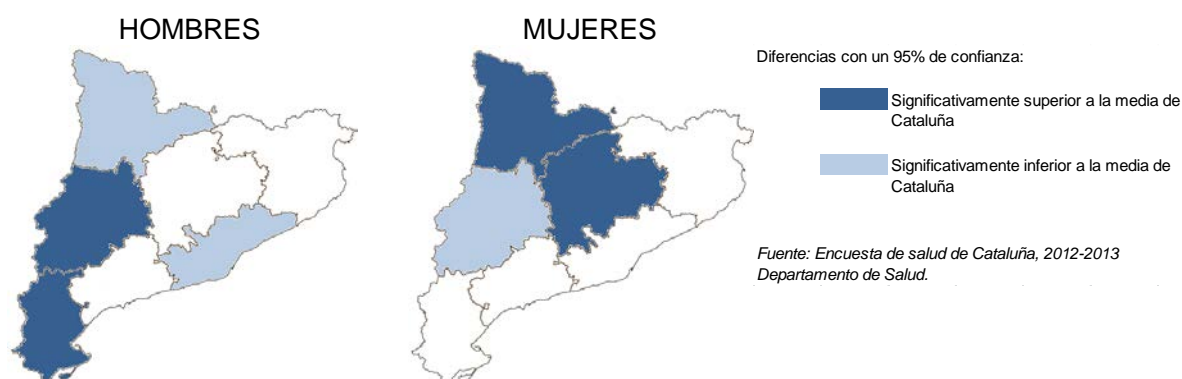 HOMBRES
MUJERES
Diferencias con un 95% de confianza:
Significativamente superior a la media de
Cataluña
Significativamente inferior a la media de
Cataluña
Fuente: Encuesta de salud de Cataluña, 2012-2013
Departamento de Salud.